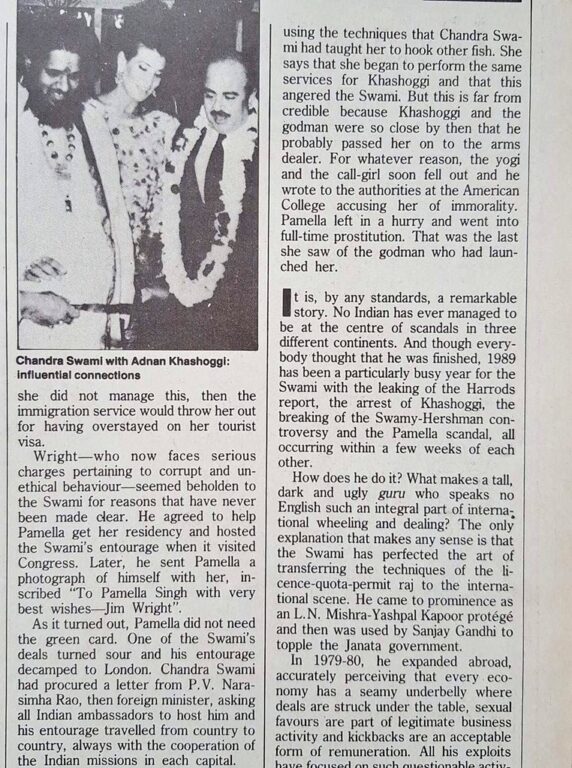 Chandra Swami with Adnan Khashoggi:
influential connections
she did not manage this, then the
immigration service would throw her out
for having overstayed on her tourist
visa.
Wright—who now faces serious
charges pertaining to corrupt and un-
ethical behaviour—seemed beholden to
the Swami for reasons that have never
been made clear. He agreed to help
Pamella get her residency and hosted
the Swami's entourage when it visited
Congress. Later, he sent Pamella a
photograph of himself with her, in-
scribed “To Pamella Singh with very
best wishes—Jim Wright”.
As it turned out, Pamella did not need
the green card. One of the Swami's
deals turned sour and his entourage
decamped to London. Chandra Swami
had procured a letter from P.V. Nara-
simha Rao, then foreign minister, asking
all Indian ambassadors to host him and
his entourage travelled from country to
country, always with the cooperation of
the Indian missions in each capital.
using the techniques that Chandra Swa-
mi had taught her to hook other fish. She
says that she began to perform the same
services for Khashoggi and that this
angered the Swami. But this is far from
credible because Khashoggi and the
godman were so close by then that he
probably passed her on to the arms
dealer. For whatever reason, the yogi
and the call-girl soon fell out and he
wrote to the authorities at the American
College accusing her of immorality.
Pamella left in a hurry and went into
full-time prostitution. That was the last
she saw of the godman who had laun-
ched her.
It is, by any standards, a remarkable
story. No Indian has ever managed to
be at the centre of scandals in three
different continents. And though every-
body thought that he was finished, 1989
has been a particularly busy year for the
Swami with the leaking of the Harrods
report, the arrest of Khashoggi, the
breaking of the Swamy-Hershman con-
troversy and the Pamella scandal, all
occurring within a few weeks of each
other.
How does he do it? What makes a tall,
dark and ugly guru who speaks no
English such an integral part of interna-
tional wheeling and dealing? The only
explanation that makes any sense is that
the Swami has perfected the art of
transferring the techniques of the li-
cence-quota-permit raj to the interna-
tional scene. He came to prominence as
an L.N. Mishra-Yashpal Kapoor protégé
and then was used by Sanjay Gandhi to
topple the Janata government.
In 1979-80, he expanded abroad,
accurately perceiving that every eco-
nomy has a seamy underbelly where
deals are struck under the table, sexual
favours are part of legitimate business
activity and kickbacks are an acceptable
form of remuneration. All his exploits
have focused on such questionable activ-